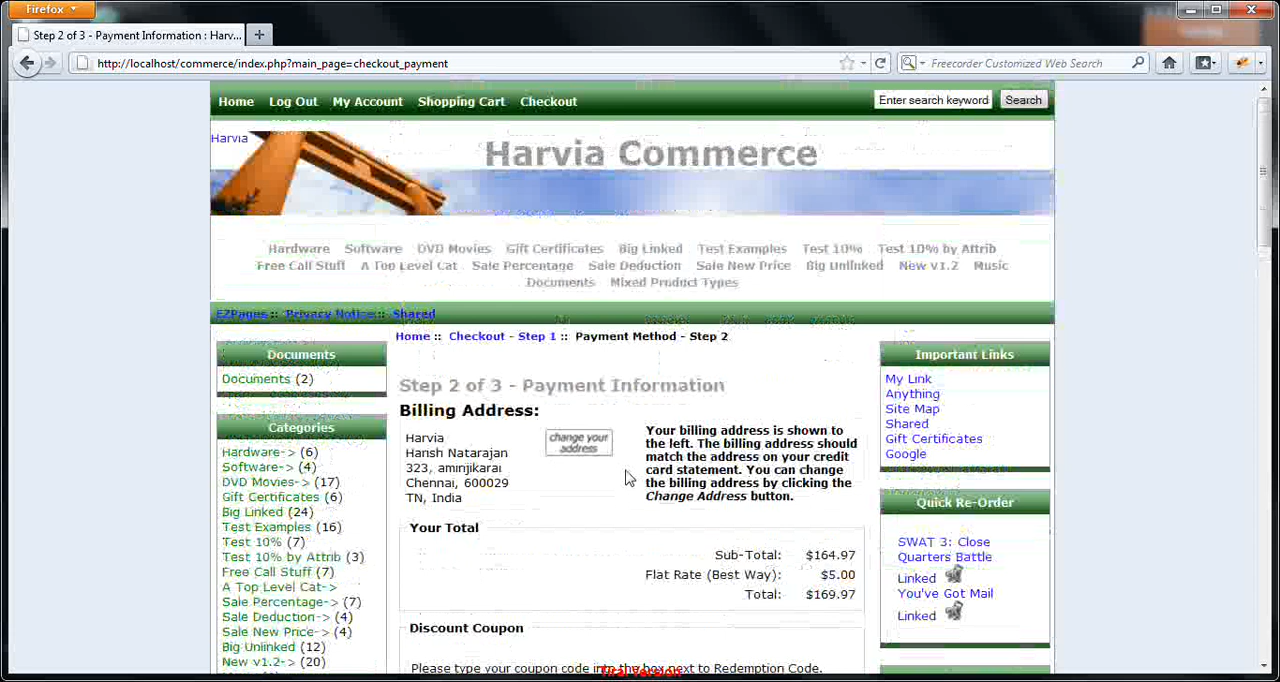 Firefox
Step 2 of 3 - Payment Information : Harv...
http://localhost/commerce/index.php?main_page=checkout_payment
Freecorder Customized Web Search
Home Log Out My Account Shopping Cart Checkout
Enter search keyword Search
Harvia
Harvia Commerce
Hardware Software DVD Movies Gift Certificates Big Linked Test Examples Test 10% Test 10% by Attrib
Free Call Stuff A Top Level Cat Sale Percentage Sale Deduction Sale New Price Big Unlinked New v1.2 Music
Documents Mixed Product Types
EZPages :: Privacy Notice :: Shared
Home :: Checkout - Step 1 :: Payment Method - Step 2
Documents
Documents (2)
Categories
Hardware-> (6)
Software-> (4)
DVD Movies-> (17)
Gift Certificates (6)
Big Linked (24)
Test Examples (16)
Test 10% (7)
Test 10% by Attrib (3)
Free Call Stuff (7)
A Top Level Cat->
Sale Percentage-> (7)
Sale Deduction-> (4)
Sale New Price-> (4)
Big Unlinked (12)
New v1.2-> (20)
Step 2 of 3 - Payment Information
Billing Address:
Harvia
Harish Natarajan
323, aminjikarai
Chennai, 600029
TN, India
change your
address
Your billing address is shown to
the left. The billing address should
match the address on your credit
card statement. You can change
the billing address by clicking the
Change Address button.
Your Total
Sub-Total: $164.97
Flat Rate (Best Way): $5.00
Total: $169.97
Discount Coupon
Please type your coupon code into the box next to Redemption Code.
Important Links
My Link
Anything
Site Map
Shared
Gift Certificates
Google
Quick Re-Order
SWAT 3: Close
Quarters Battle
Linked
You've Got Mail
Linked